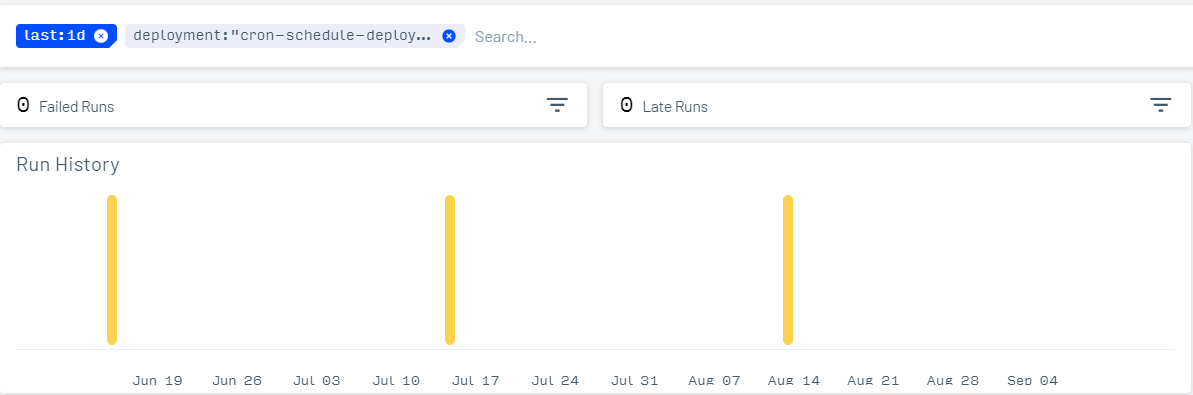 last:1d deployment:"cron-schedule-deploy... Search...
0 Failed Runs
0 Late Runs
Run History
Jun 19 Jun 26 Jul 03 Jul 10 Jul 17 Jul 24 Jul 31 Aug 07 Aug 14 Aug 21 Aug 28 Sep 04